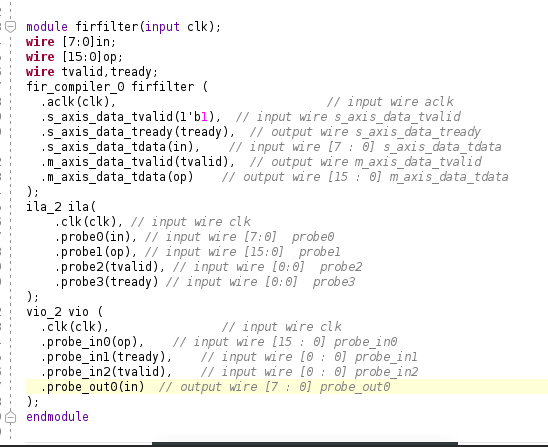 module firfilter(input clk);
wire [7:0]in;
wire [15:0]op;
wire tvalid,tready;
fir_compiler_0 firfilter (
.aclk(clk), // input wire aclk
.s_axis_data_tvalid(1'b1), // input wire s_axis_data_tvalid
.s_axis_data_tready(tready), // output wire s_axis_data_tready
.s_axis_data_tdata(in), // input wire [7 : 0] s_axis_data_tdata
.m_axis_data_tvalid(tvalid), // output wire m_axis_data_tvalid
.m_axis_data_tdata(op) // output wire [15 : 0] m_axis_data_tdata
);
ila_2 ila(
.clk(clk), // input wire clk
.probe0(in), // input wire [7:0] probe0
.probe1(op), // input wire [15:0] probe1
.probe2(tvalid), // input wire [0:0] probe2
.probe3(tready) // input wire [0:0] probe3
);
vio_2 vio (
.clk(clk), // input wire clk
.probe_in0(op), // input wire [15 : 0] probe_in0
.probe_in1(tready), // input wire [0 : 0] probe_in1
.probe_in2(tvalid), // input wire [0 : 0] probe_in2
.probe_out0(in) // output wire [7 : 0] probe_out0
);
endmodule